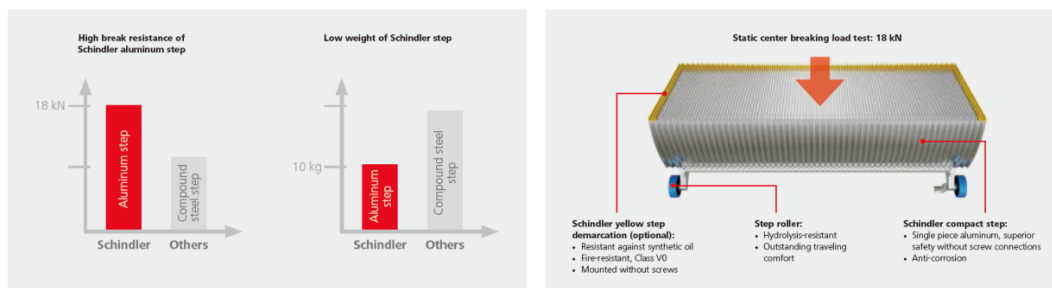 High break resistance of
Schindler aluminum step
18 kN
Aluminum step
Compound
steel step
Schindler
Others
Low weight of Schindler step
10 kg
Aluminum
step
Compound steel
step
Schindler
Others
Static center breaking load test: 18 kN
Schindler yellow step
demarcation (optional):
• Resistant against synthetic oil
• Fire-resistant, Class V0
• Mounted without screws
Step roller:
• Hydrolysis-resistant
• Outstanding traveling
comfort
Schindler compact step:
• Single piece aluminum, superior
safety without screw connections
• Anti-corrosion